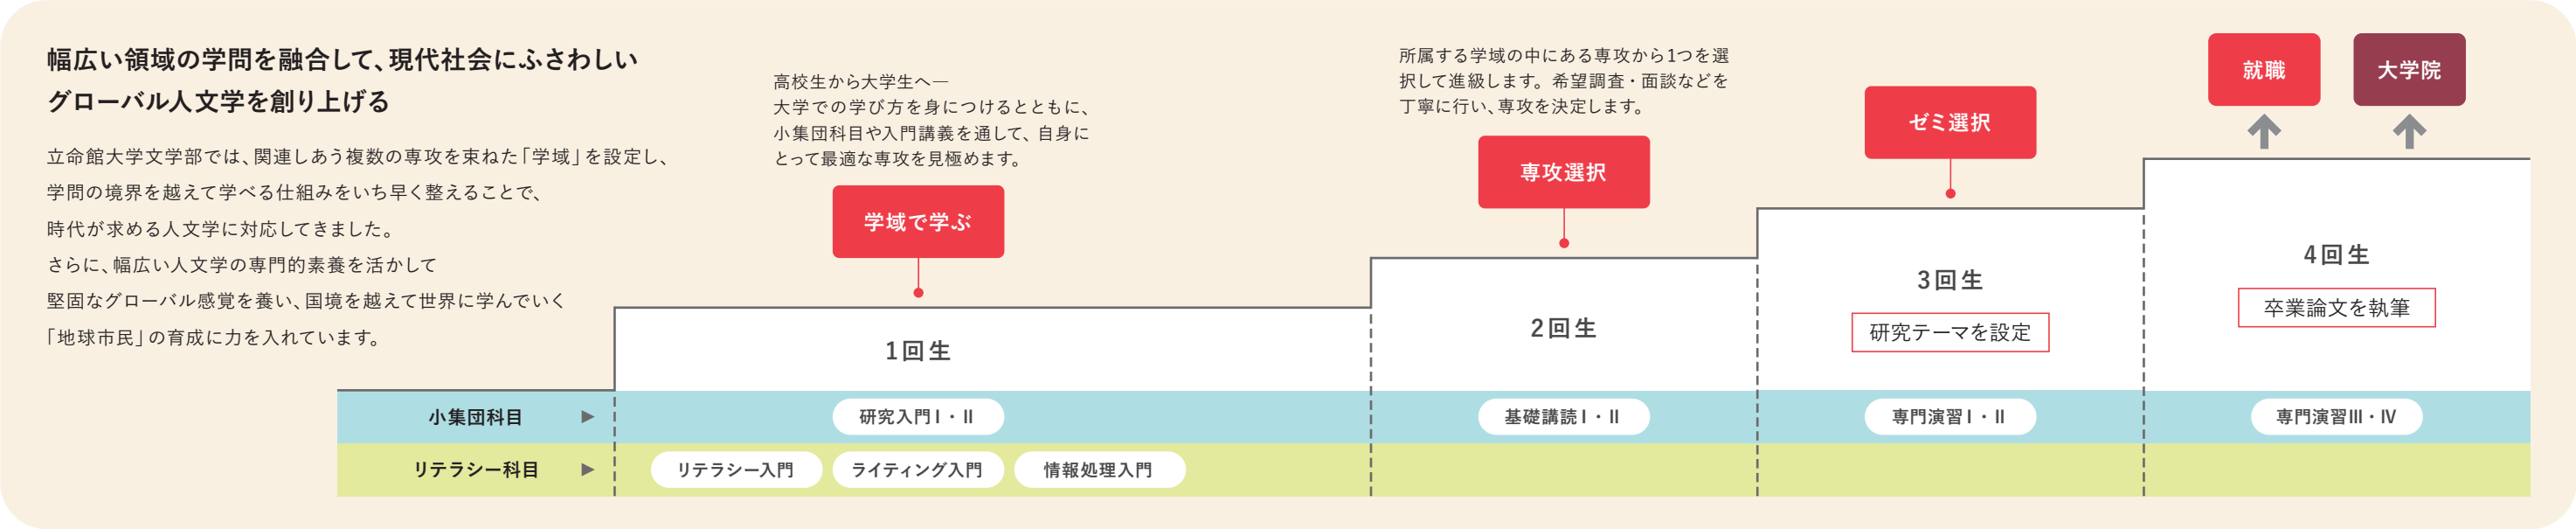 幅広い領域の学問を融合して、現代社会にふさわしい
グローバル人文学を創り上げる
立命館大学文学部では、関連しあう複数の専攻を束ねた「学域」を設定し、
学問の境界を越えて学べる仕組みをいち早く整えることで、
時代が求める人文学に対応してきました。
さらに、幅広い人文学の専門的素養を活かして
堅固なグローバル感覚を養い、国境を越えて世界に学んでいく
「地球市民」の育成に力を入れています。
高校生から大学生へ―
大学での学び方を身につけるとともに、
小集団科目や入門講義を通して、自身に
とって最適な専攻を見極めます。
学域で学ぶ
所属する学域の中にある専攻から1つを選
択して進級します。希望調査・面談などを
丁寧に行い、専攻を決定します。
専攻選択
ゼミ選択
就職
大学院
1回生
2回生
3回生
研究テーマを設定
4回生
卒業論文を執筆
小集団科目 ▶
研究入門Ⅰ・Ⅱ
基礎講読Ⅰ・Ⅱ
専門演習Ⅰ・Ⅱ
専門演習Ⅲ・Ⅳ
リテラシー科目 ▶
リテラシー入門
ライティング入門
情報処理入門